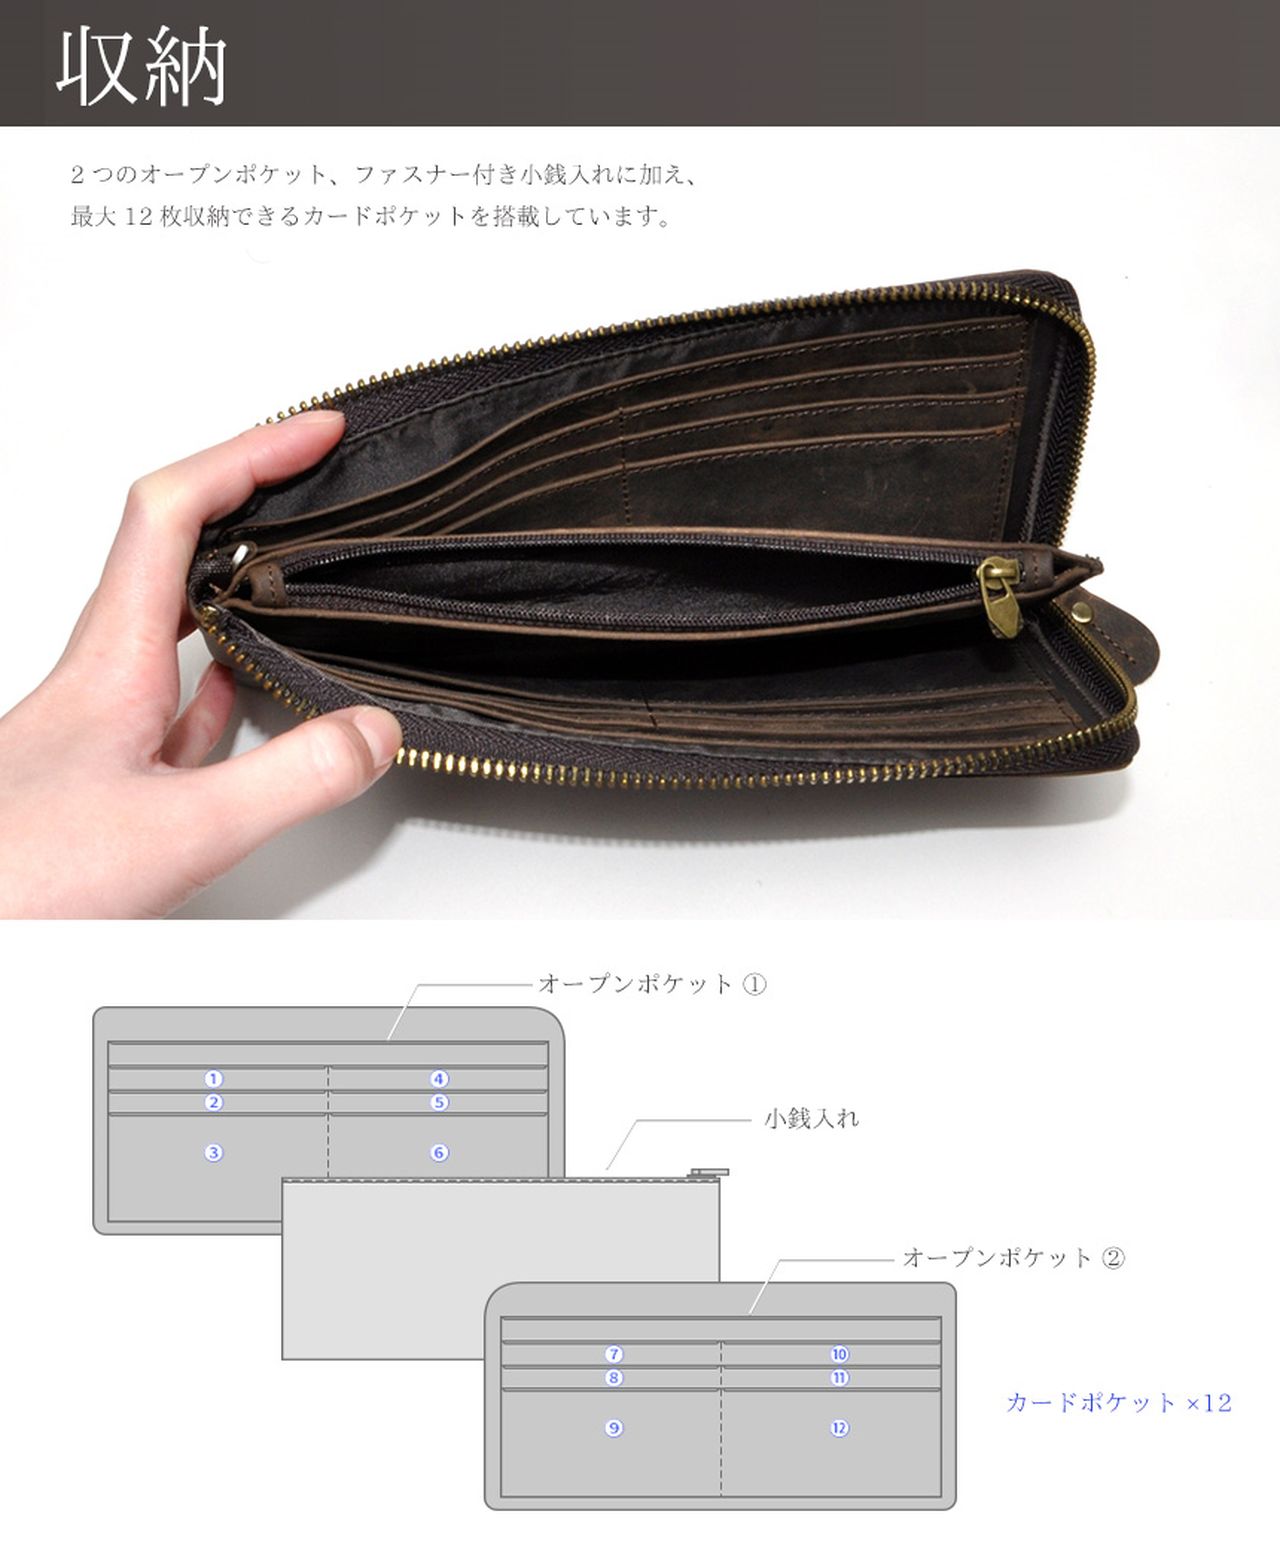 収納
2つのオープンポケット、ファスナー付き小銭入れに加え、
最大12枚収納できるカードポケットを搭載しています。
オープンポケット ①
① ④
② ⑤
③ ⑥
小銭入れ
オープンポケット ②
⑦ ⑩
⑧ ⑪
⑨ ⑫
カードポケット ×12